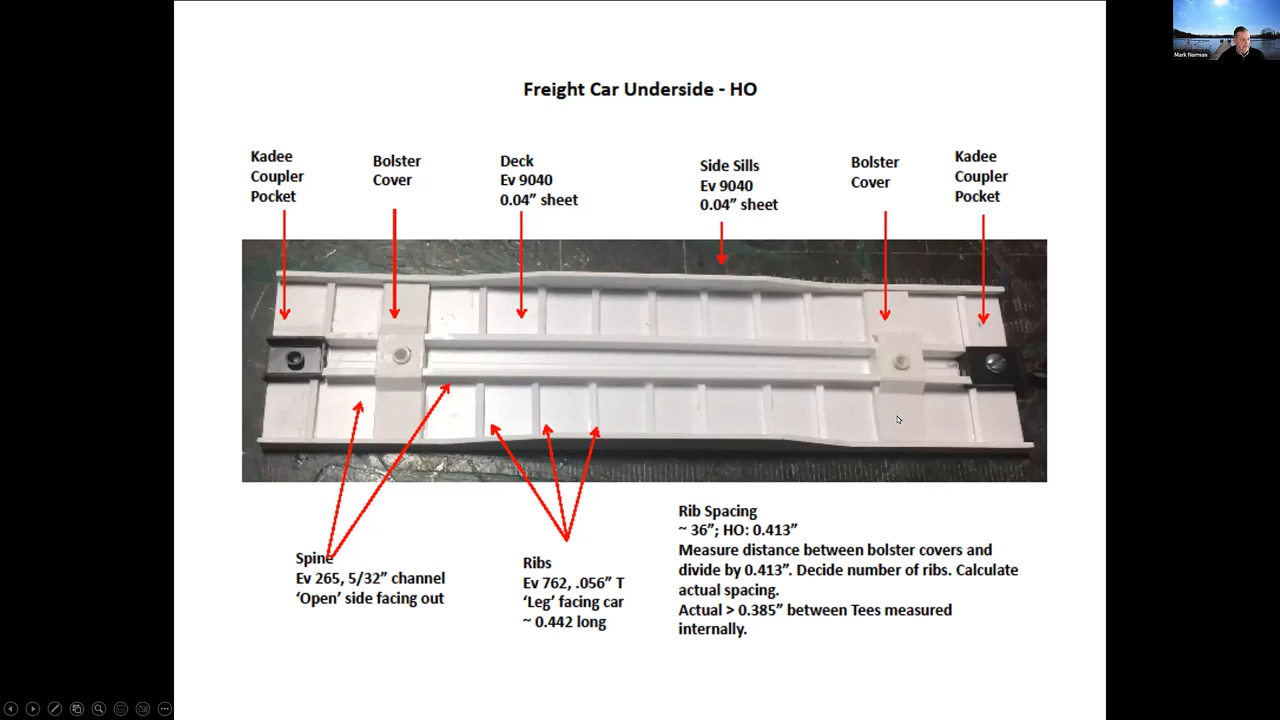 Mark Norman
Freight Car Underside - HO
Kadee
Coupler
Pocket
Bolster
Cover
Deck
Ev 9040
0.04” sheet
Side Sills
Ev 9040
0.04” sheet
Bolster
Cover
Kadee
Coupler
Pocket
Spine
Ev 265, 5/32” channel
‘Open’ side facing out
Ribs
Ev 762, .056” T
‘Leg’ facing car
~ 0.442 long
Rib Spacing
~ 36”; HO: 0.413”
Measure distance between bolster covers and
divide by 0.413”. Decide number of ribs. Calculate
actual spacing.
Actual > 0.385” between Tees measured
internally.